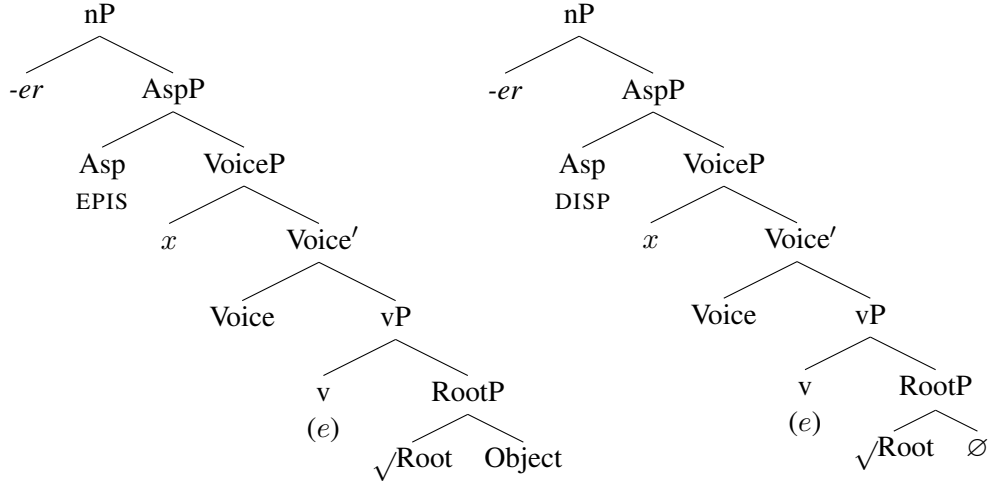 nP nP
-er AspP -er AspP
Asp VoiceP Asp VoiceP
EPIS DISP
x Voice′ x Voice′
Voice vP Voice vP
v RootP v RootP
(e) (e)
√Root Object √Root ∅